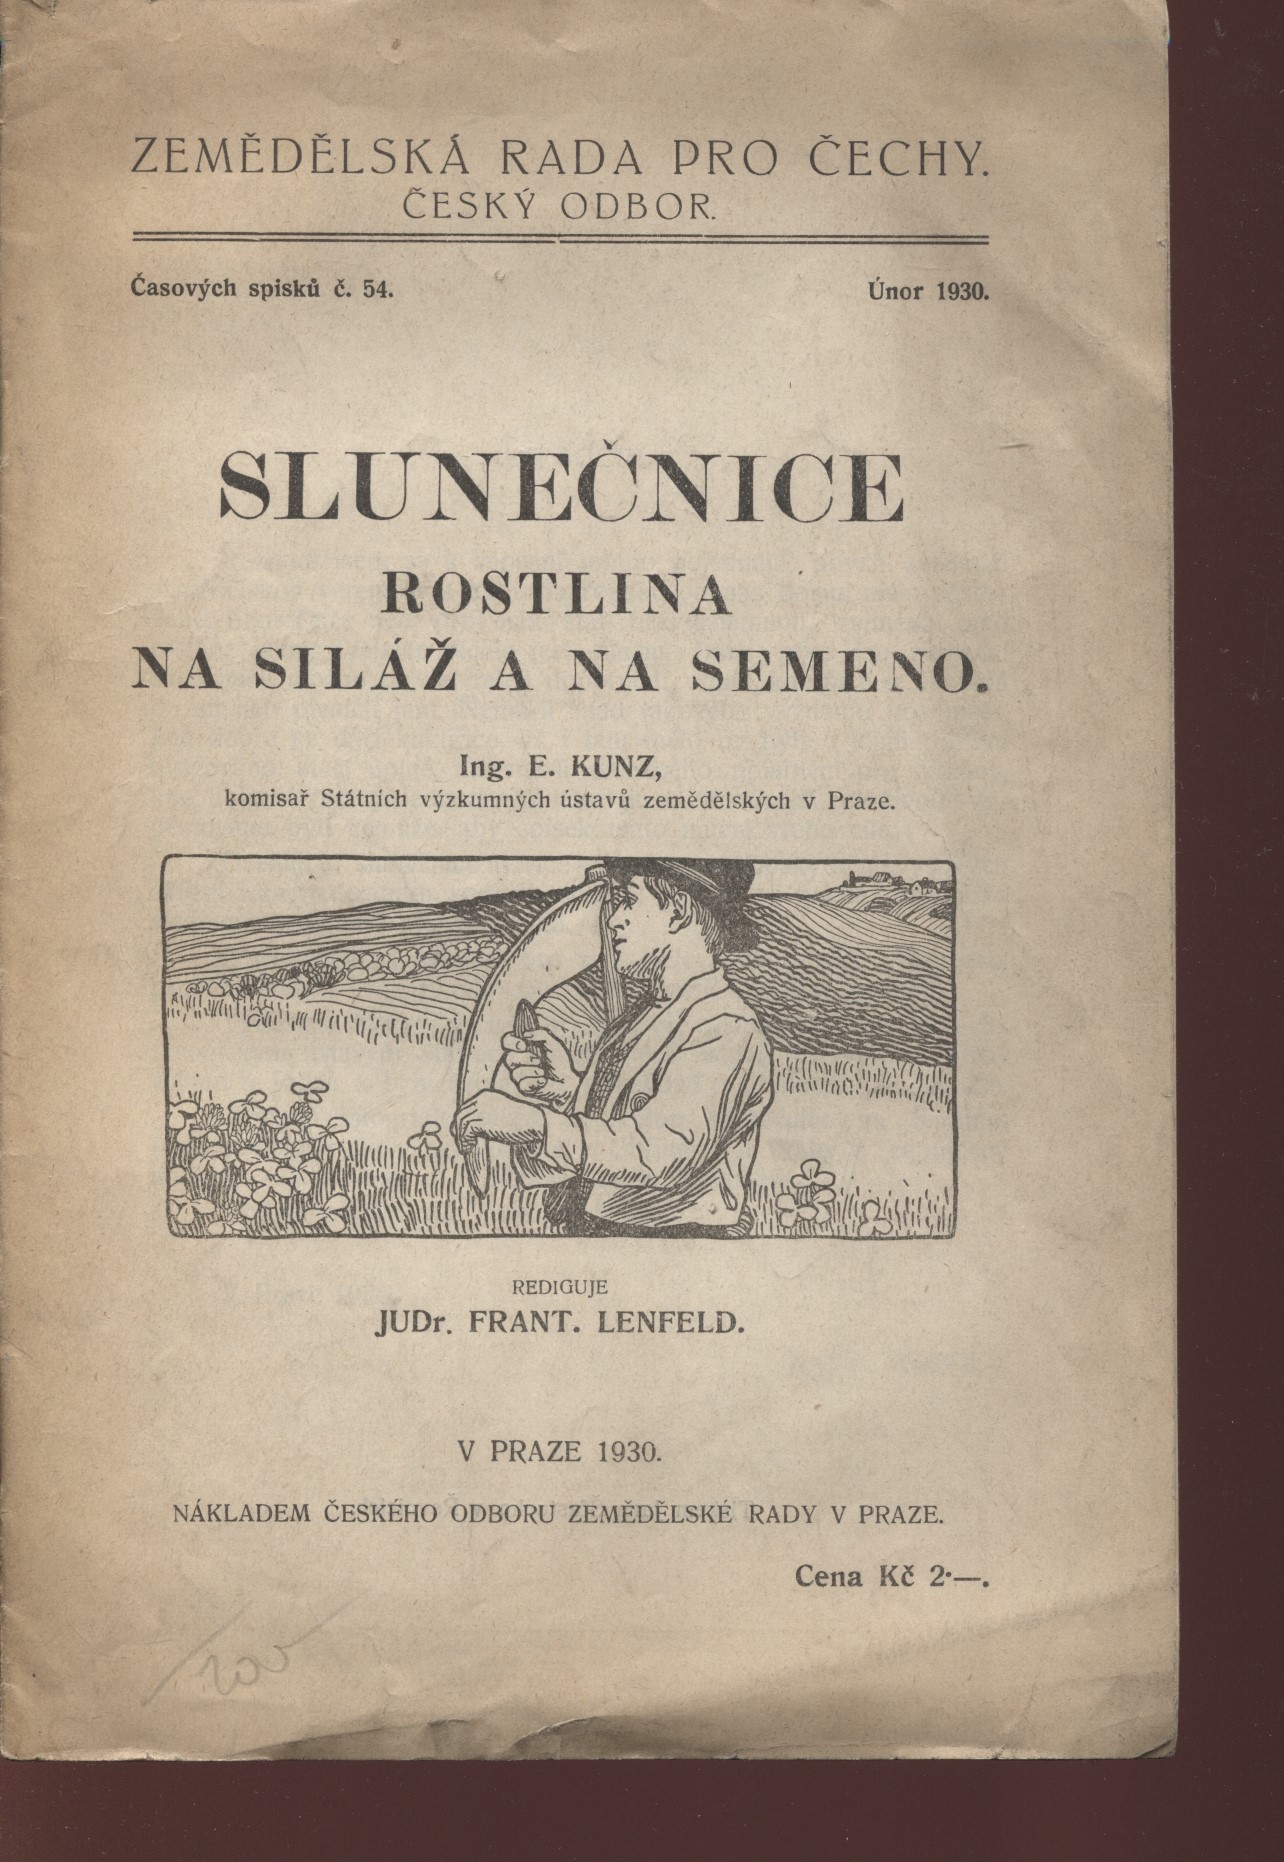 ZEMĚDĚLSKÁ RADA PRO ČECHY.
ČESKÝ ODBOR.
Časových spisků č. 54.
Únor 1930.
SLUNEČNICE
ROSTLINA
NA SILÁŽ A NA SEMENO.
Ing. E. KUNZ,
komisař Státních výzkumných ústavů zemědělských v Praze.
REDIGUJE
JUDr. FRANT. LENFELD.
V PRAZE 1930.
NÁKLADEM ČESKÉHO ODBORU ZEMĚDĚLSKÉ RADY V PRAZE.
Cena Kč 2·—.